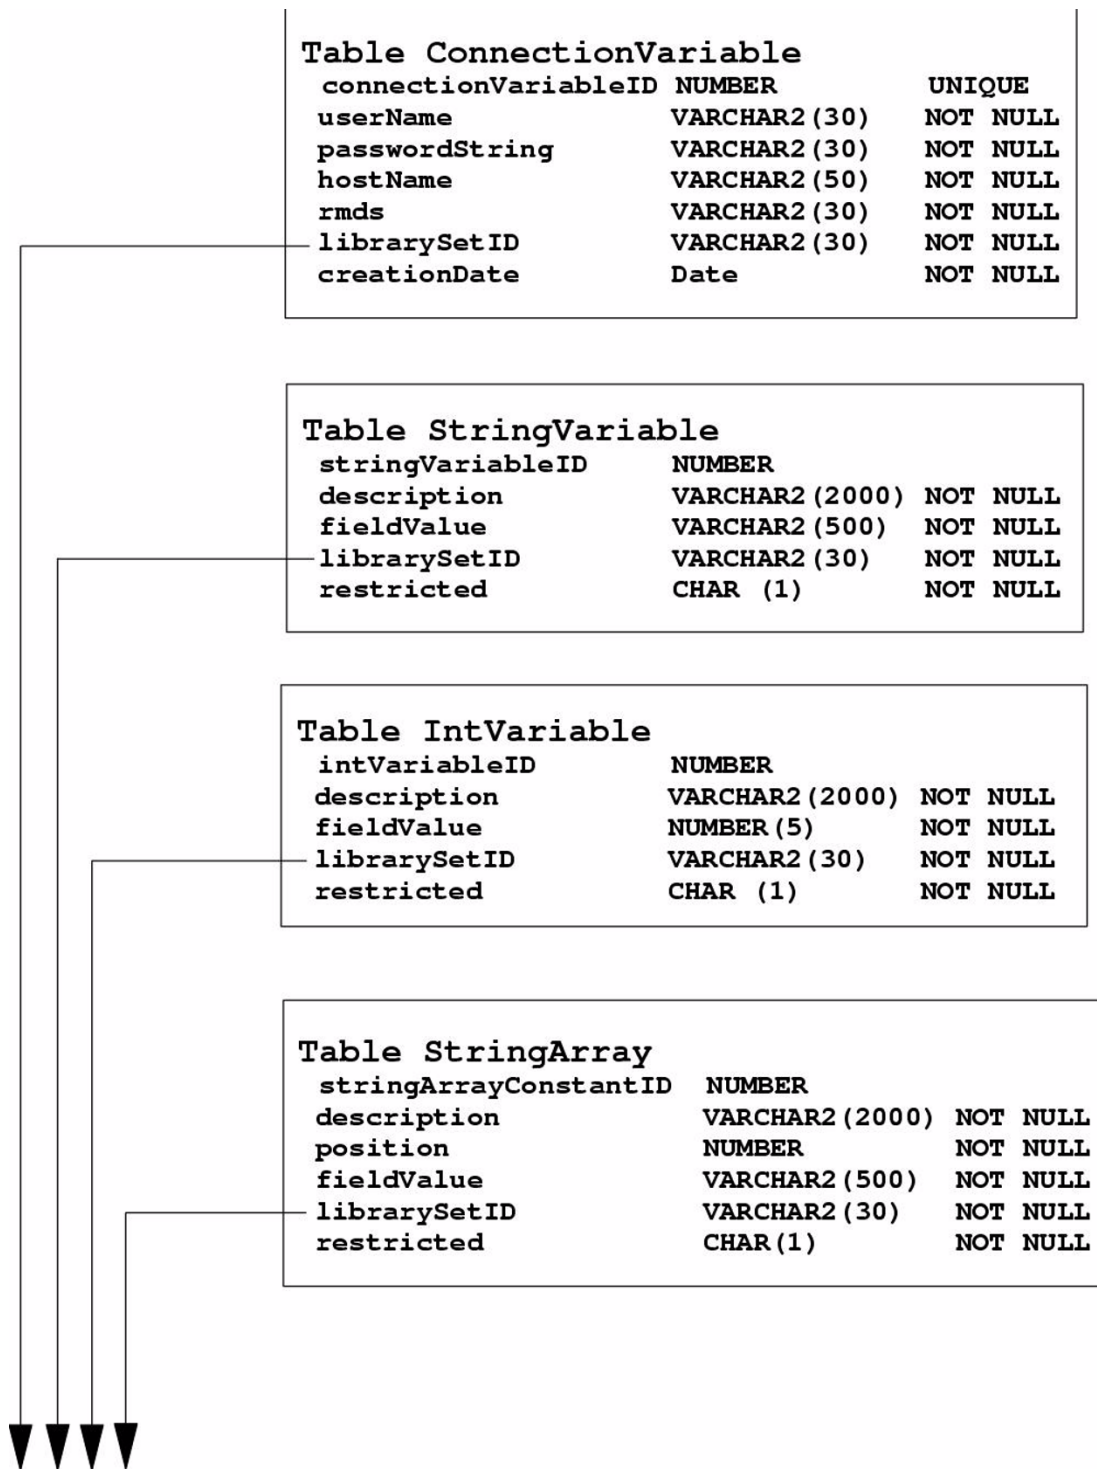 Table ConnectionVariable
connectionVariableID NUMBER UNIQUE
userName VARCHAR2(30) NOT NULL
passwordString VARCHAR2(30) NOT NULL
hostName VARCHAR2(50) NOT NULL
rmds VARCHAR2(30) NOT NULL
librarySetID VARCHAR2(30) NOT NULL
creationDate Date NOT NULL
Table StringVariable
stringVariableID NUMBER
description VARCHAR2(2000) NOT NULL
fieldValue VARCHAR2(500) NOT NULL
librarySetID VARCHAR2(30) NOT NULL
restricted CHAR (1) NOT NULL
Table IntVariable
intVariableID NUMBER
description VARCHAR2(2000) NOT NULL
fieldValue NUMBER(5) NOT NULL
librarySetID VARCHAR2(30) NOT NULL
restricted CHAR (1) NOT NULL
Table StringArray
stringArrayConstantID NUMBER
description VARCHAR2(2000) NOT NULL
position NUMBER NOT NULL
fieldValue VARCHAR2(500) NOT NULL
librarySetID VARCHAR2(30) NOT NULL
restricted CHAR(1) NOT NULL